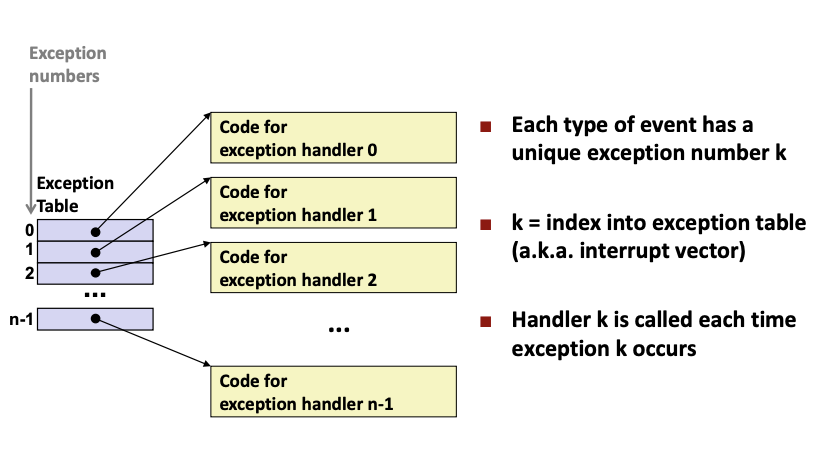 Exception
numbers
Exception
Table
0
1
2
...
n-1
Code for
exception handler 0
Code for
exception handler 1
Code for
exception handler 2
...
Code for
exception handler n-1
■ Each type of event has a
unique exception number k
■ k = index into exception table
(a.k.a. interrupt vector)
■ Handler k is called each time
exception k occurs